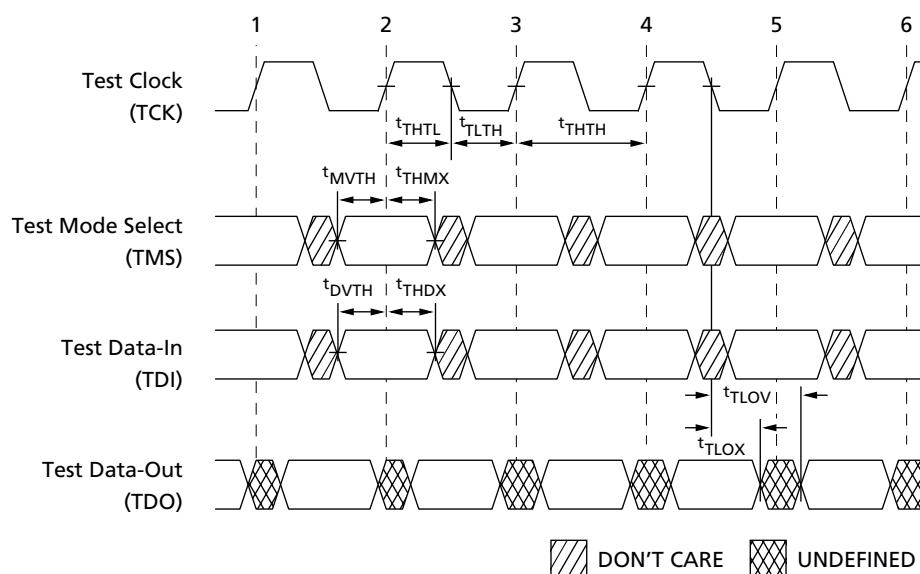 1 2 3 4 5 6
Test Clock
(TCK)
tTHTL tTLTH tTHTH
tMVTH tTHMX
Test Mode Select
(TMS)
tDVTH tTHDX
Test Data-In
(TDI)
tTLOV
tTLOX
Test Data-Out
(TDO)
DON'T CARE UNDEFINED